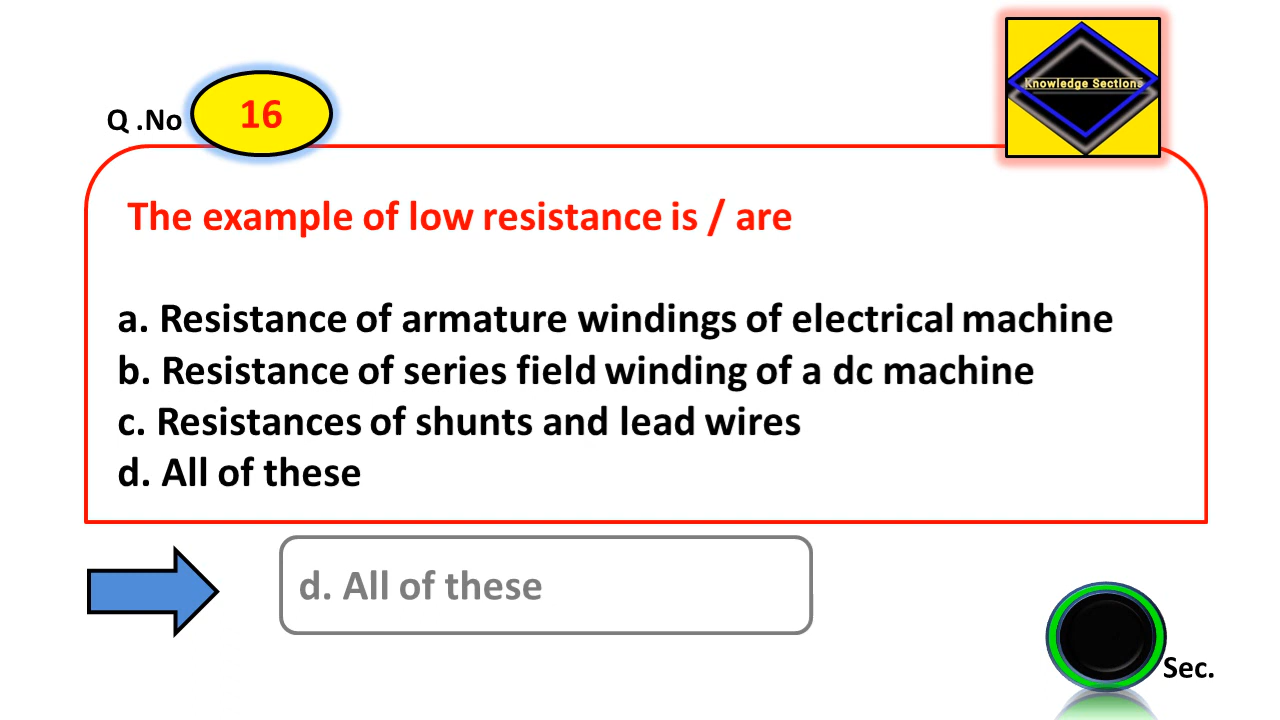 Knowledge Sections
Q .No 16
The example of low resistance is / are
a. Resistance of armature windings of electrical machine
b. Resistance of series field winding of a dc machine
c. Resistances of shunts and lead wires
d. All of these
d. All of these
Sec.